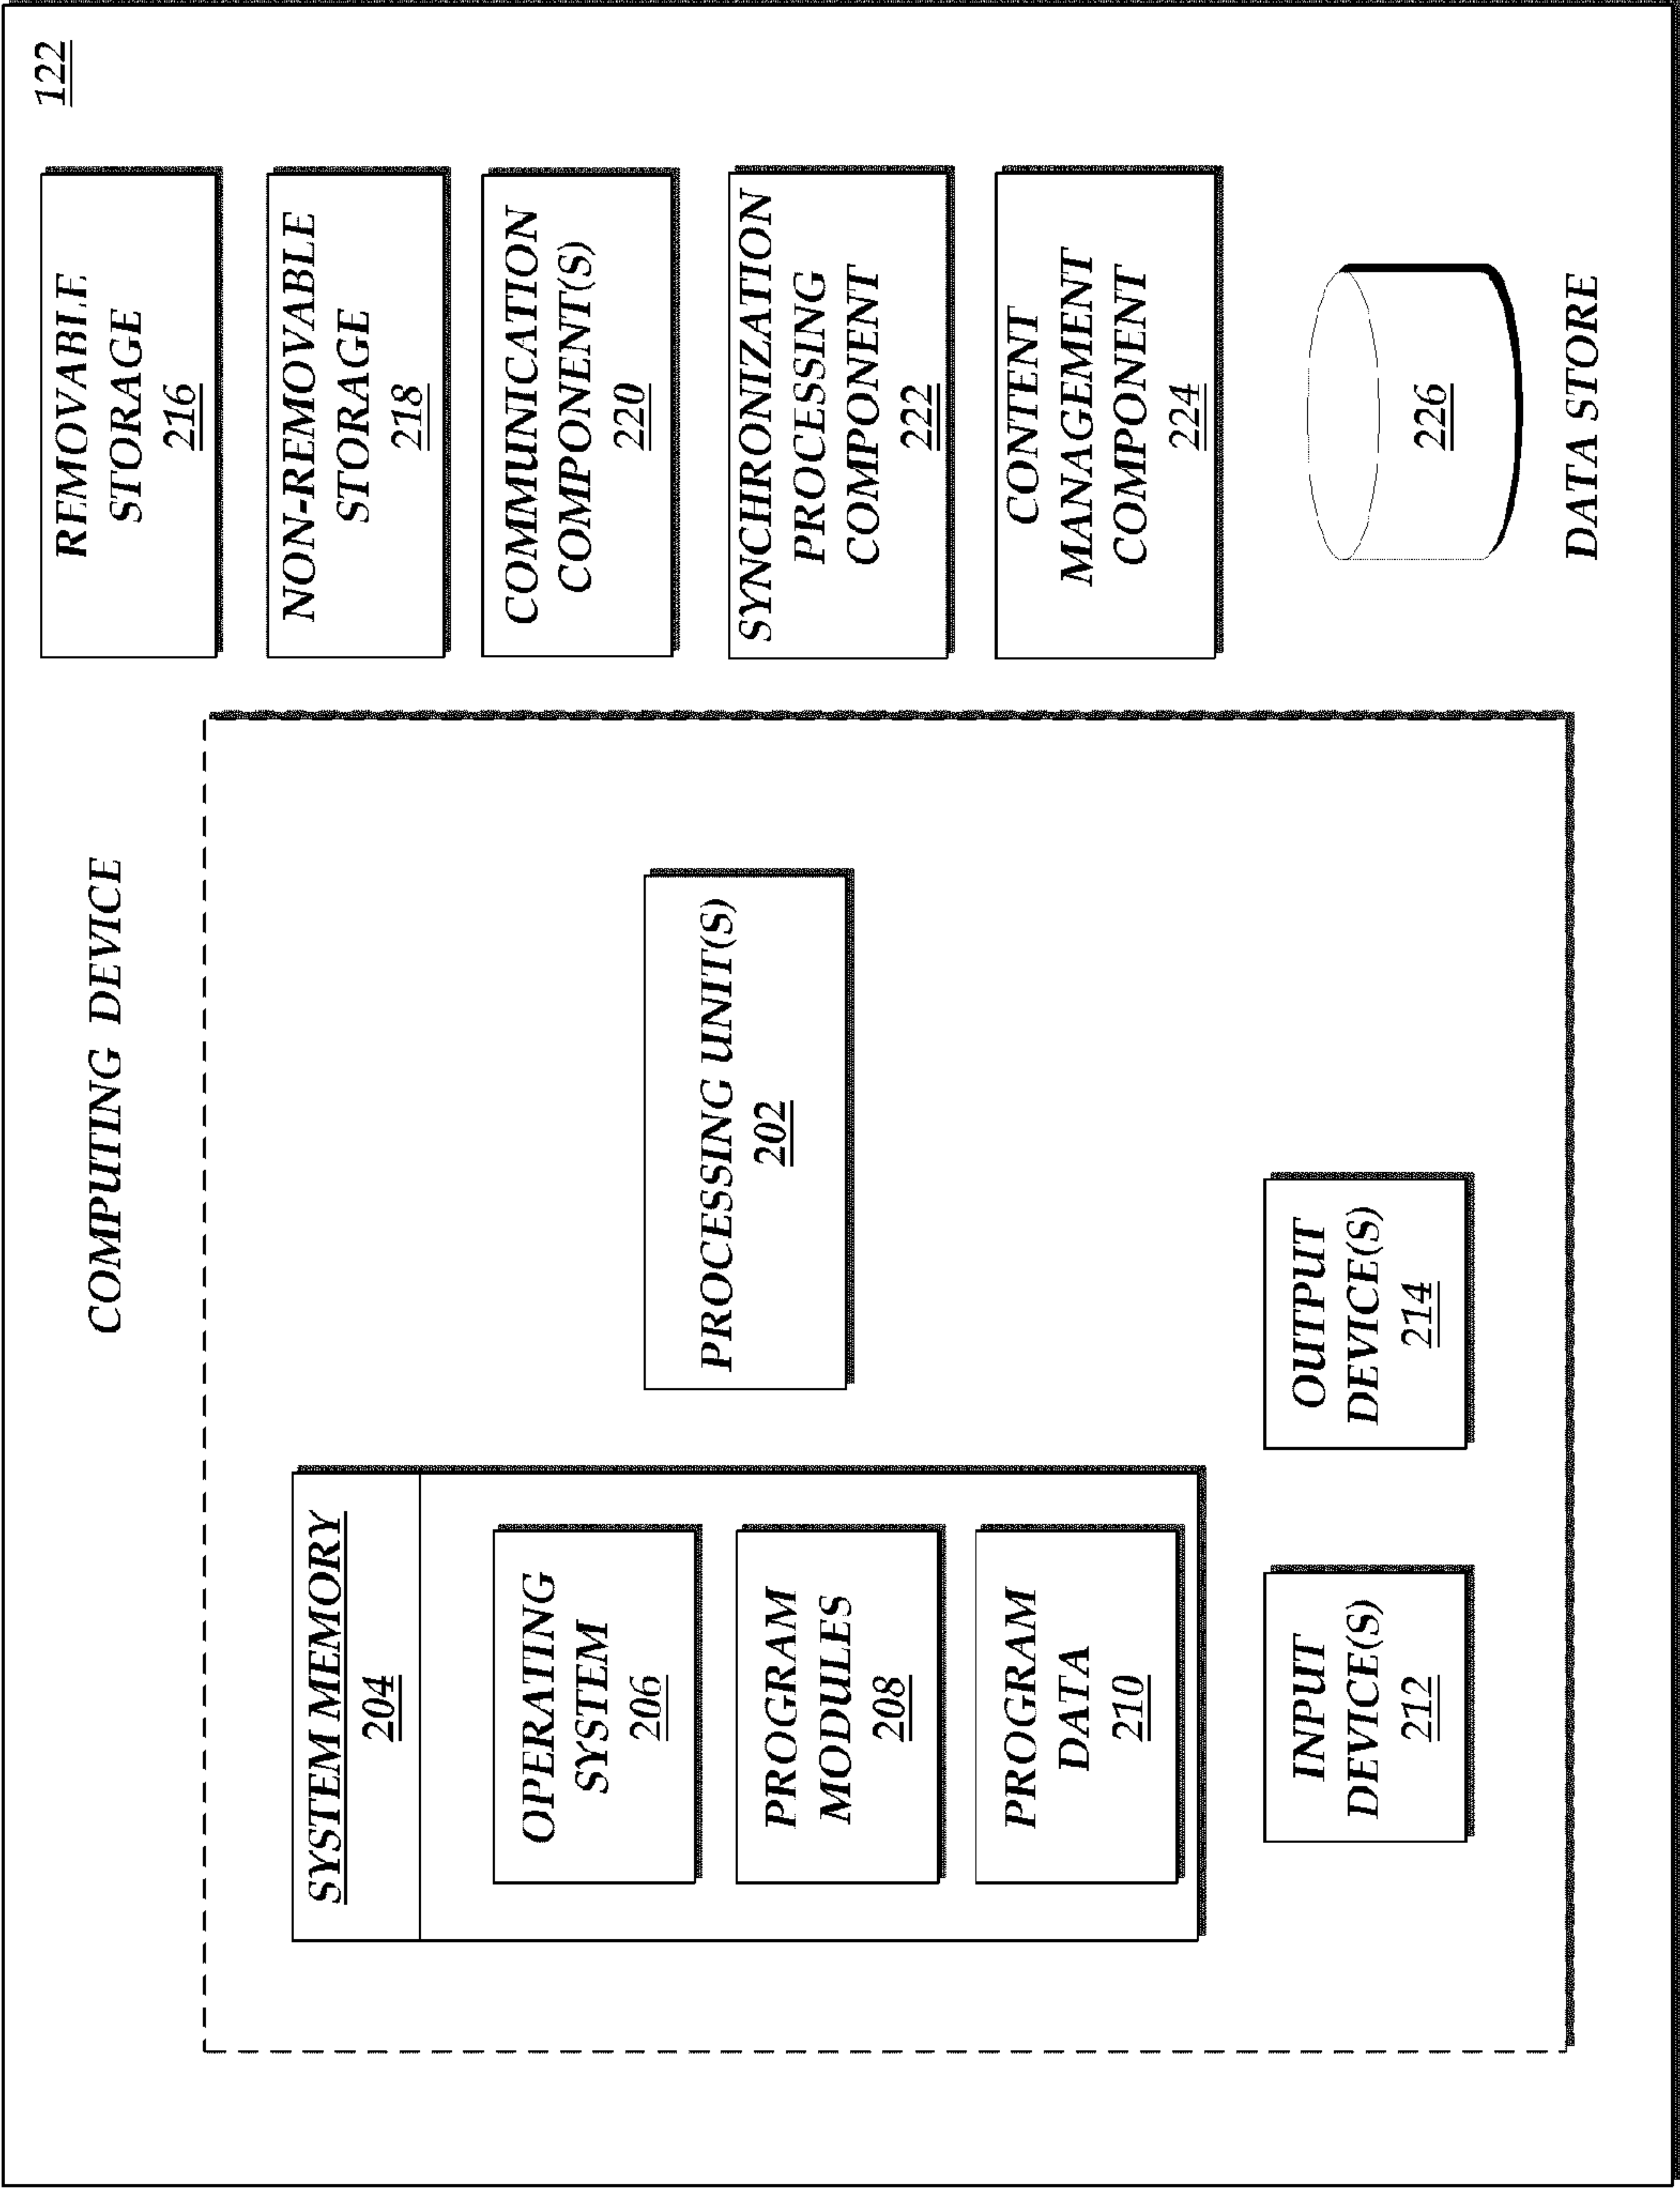 122
COMPUTING DEVICE
SYSTEM MEMORY
204
OPERATING
SYSTEM
206
PROGRAM
MODULES
208
PROGRAM
DATA
210
PROCESSING UNIT(S)
202
INPUT
DEVICE(S)
212
OUTPUT
DEVICE(S)
214
REMOVABLE
STORAGE
216
NON-REMOVABLE
STORAGE
218
COMMUNICATION
COMPONENT(S)
220
SYNCHRONIZATION
PROCESSING
COMPONENT
222
CONTENT
MANAGEMENT
COMPONENT
224
226
DATA STORE